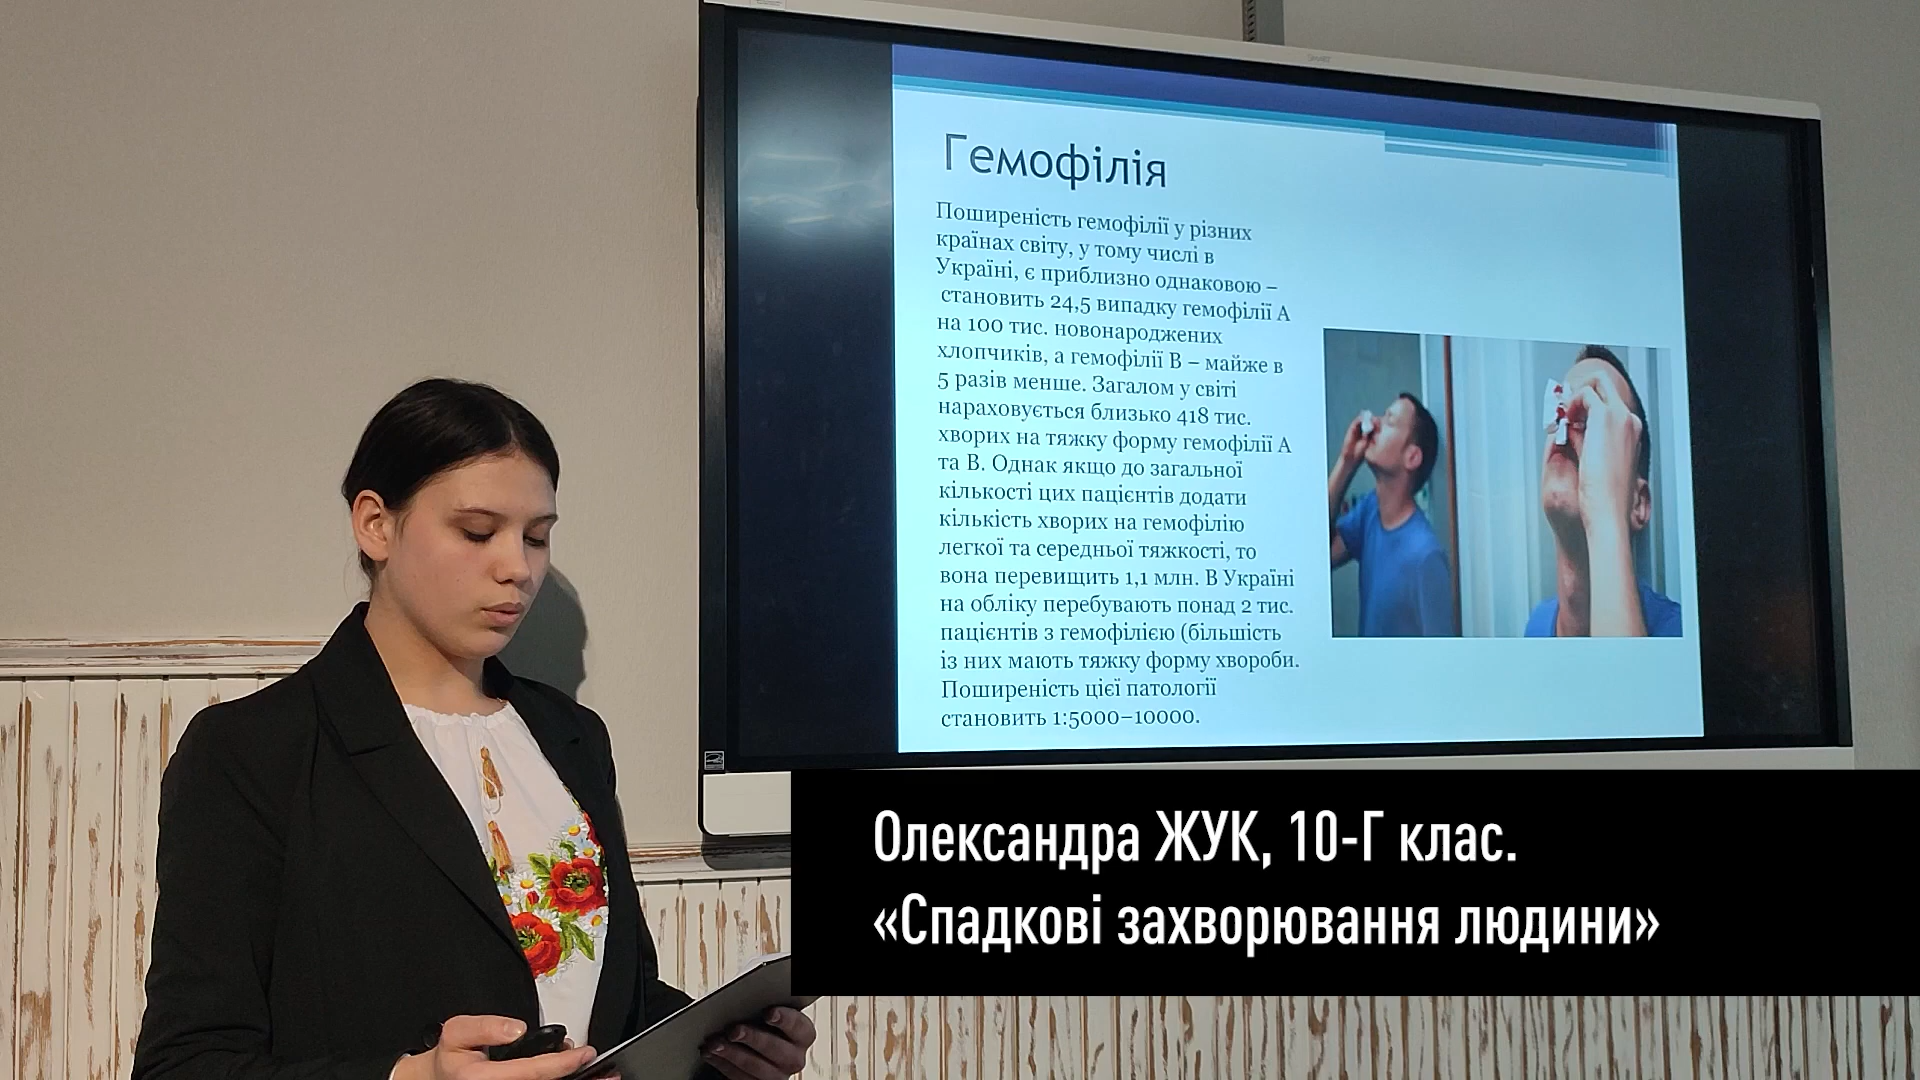 Гемофілія
Поширеність гемофілії у різних
країнах світу, у тому числі в
Україні, є приблизно однаковою –
становить 24,5 випадку гемофілії А
на 100 тис. новонароджених
хлопчиків, а гемофілії В – майже в
5 разів менше. Загалом у світі
нараховується близько 418 тис.
хворих на тяжку форму гемофілії А
та В. Однак якщо до загальної
кількості цих пацієнтів додати
кількість хворих на гемофілію
легкої та середньої тяжкості, то
вона перевищить 1,1 млн. В Україні
на обліку перебувають понад 2 тис.
пацієнтів з гемофілією (більшість
із них мають тяжку форму хвороби.
Поширеність цієї патології
становить 1:5000–10000.
Олександра ЖУК, 10-Г клас.
«Спадкові захворювання людини»